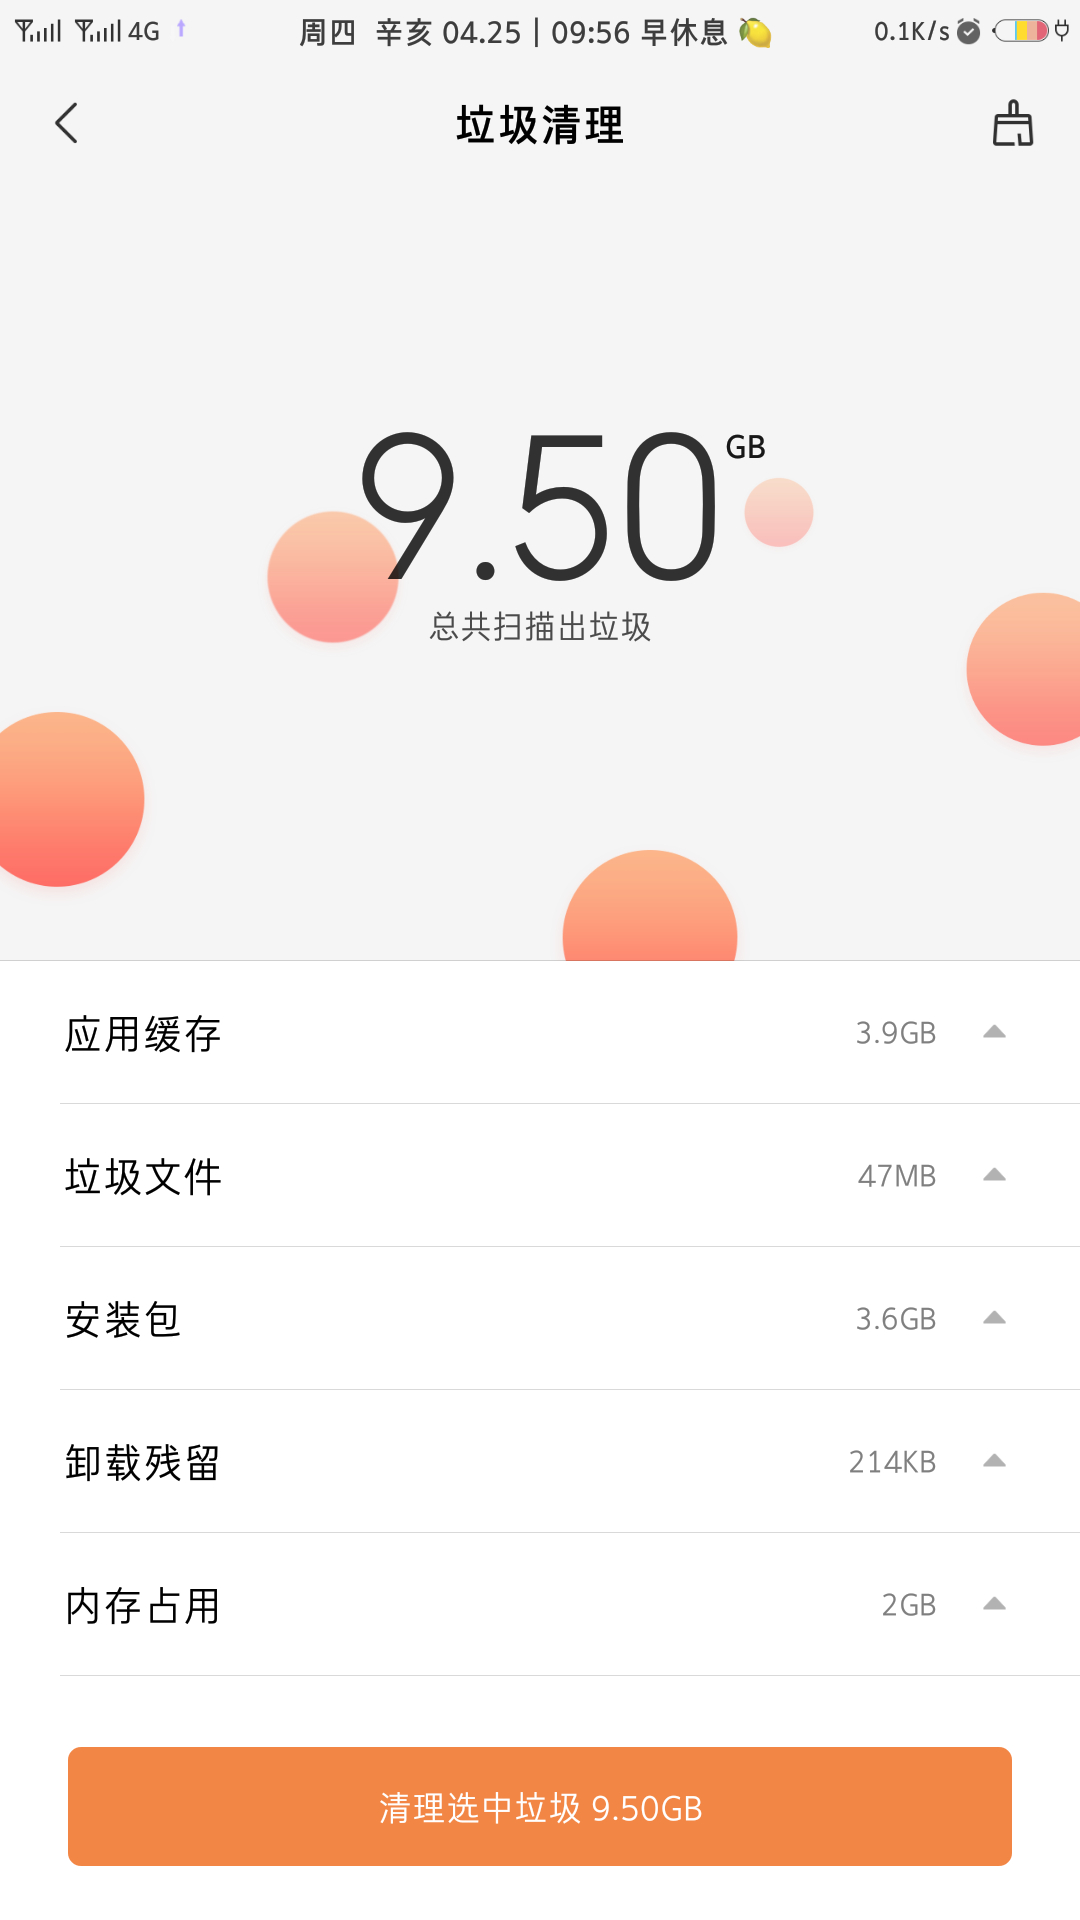 4G 周四 辛亥 04.25 | 09:56 早休息 🍋 0.1K/s
垃圾清理
9.50 GB
总共扫描出垃圾
应用缓存 3.9GB
垃圾文件 47MB
安装包 3.6GB
卸载残留 214KB
内存占用 2GB
清理选中垃圾 9.50GB